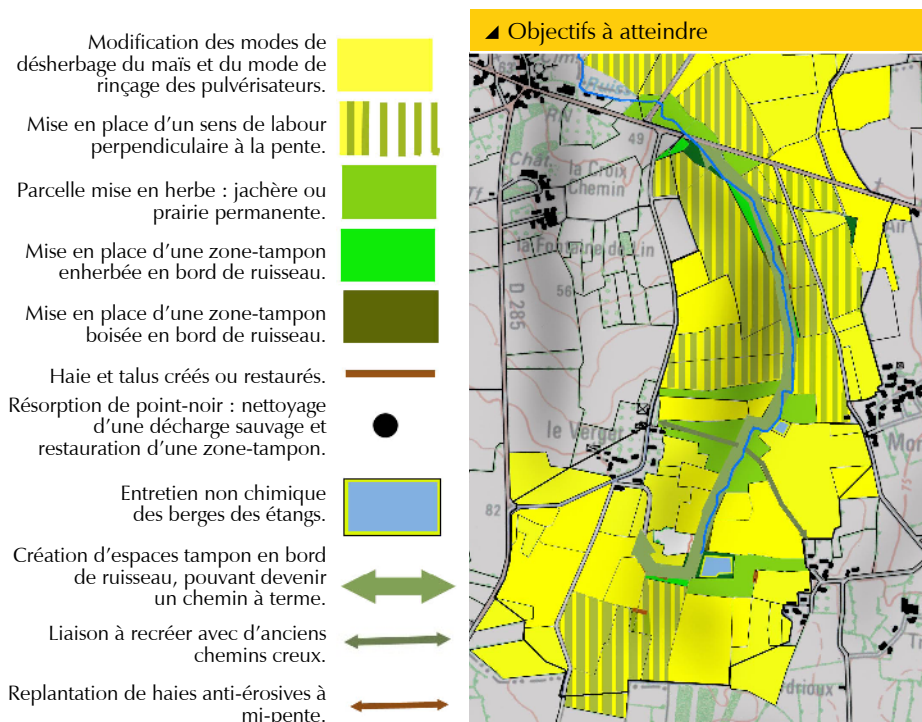 Modification des modes de
désherbage du maïs et du mode de
rinçage des pulvérisateurs.
Mise en place d'un sens de labour
perpendiculaire à la pente.
Parcelle mise en herbe : jachère ou
prairie permanente.
Mise en place d'une zone-tampon
enherbée en bord de ruisseau.
Mise en place d'une zone-tampon
boisée en bord de ruisseau.
Haie et talus créés ou restaurés.
Résorption de point-noir : nettoyage
d'une décharge sauvage et
restauration d'une zone-tampon.
Entretien non chimique
des berges des étangs.
Création d'espaces tampon en bord
de ruisseau, pouvant devenir
un chemin à terme.
Liaison à recréer avec d'anciens
chemins creux.
Replantation de haies anti-érosives à
mi-pente.
◢ Objectifs à atteindre
83
49
Chat.
la Croix
Chemin
Tf
la Fontaine de Lin
Air
56
D 285
le Verger
Mor
82
drioux